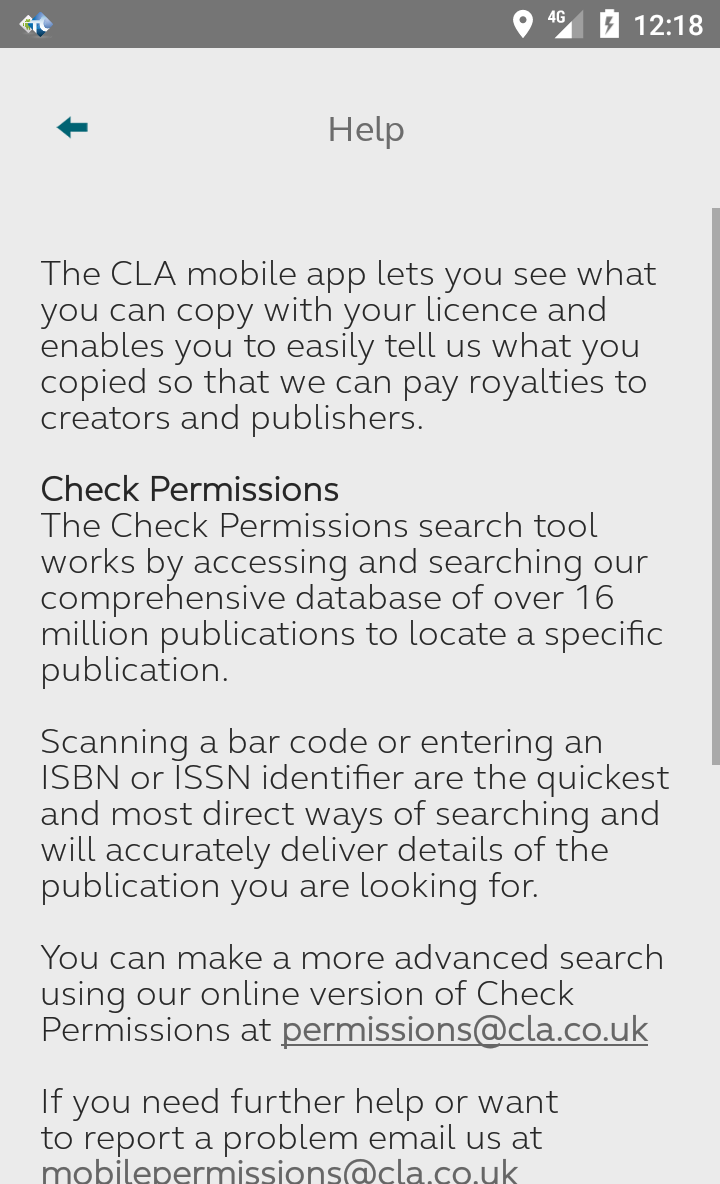 4G 12:18
Help
The CLA mobile app lets you see what
you can copy with your licence and
enables you to easily tell us what you
copied so that we can pay royalties to
creators and publishers.
Check Permissions
The Check Permissions search tool
works by accessing and searching our
comprehensive database of over 16
million publications to locate a specific
publication.
Scanning a bar code or entering an
ISBN or ISSN identifier are the quickest
and most direct ways of searching and
will accurately deliver details of the
publication you are looking for.
You can make a more advanced search
using our online version of Check
Permissions at permissions@cla.co.uk
If you need further help or want
to report a problem email us at
mobilepermissions@cla.co.uk